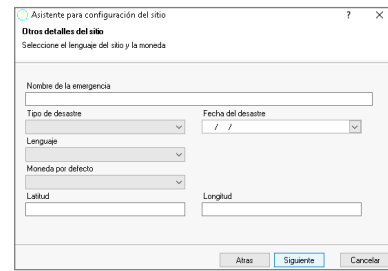 Asistente para configuración del sitio ? ×
Otros detalles del sitio
Seleccione el lenguaje del sitio y la moneda
Nombre de la emergencia
Tipo de desastre Fecha del desastre
/ /
Lenguaje
Moneda por defecto
Latitud Longitud
Atras Siguiente Cancelar